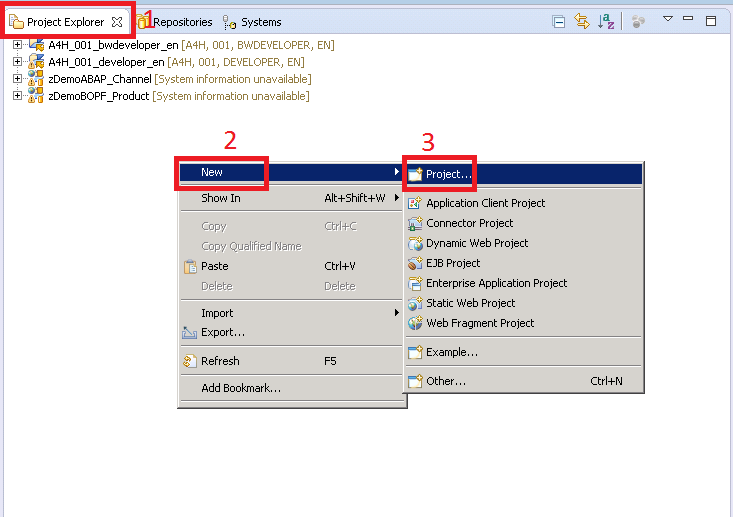 Project Explorer 1 Repositories Systems
A4H_001_bwdeveloper_en [A4H, 001, BWDEVELOPER, EN]
A4H_001_developer_en [A4H, 001, DEVELOPER, EN]
zDemoABAP_Channel [System information unavailable]
zDemoBOPF_Product [System information unavailable]
2
3
New
Show In Alt+Shift+W
Copy Ctrl+C
Copy Qualified Name
Paste Ctrl+V
Delete Delete
Import
Export...
Refresh F5
Add Bookmark...
Project...
Application Client Project
Connector Project
Dynamic Web Project
EJB Project
Enterprise Application Project
Static Web Project
Web Fragment Project
Example...
Other... Ctrl+N